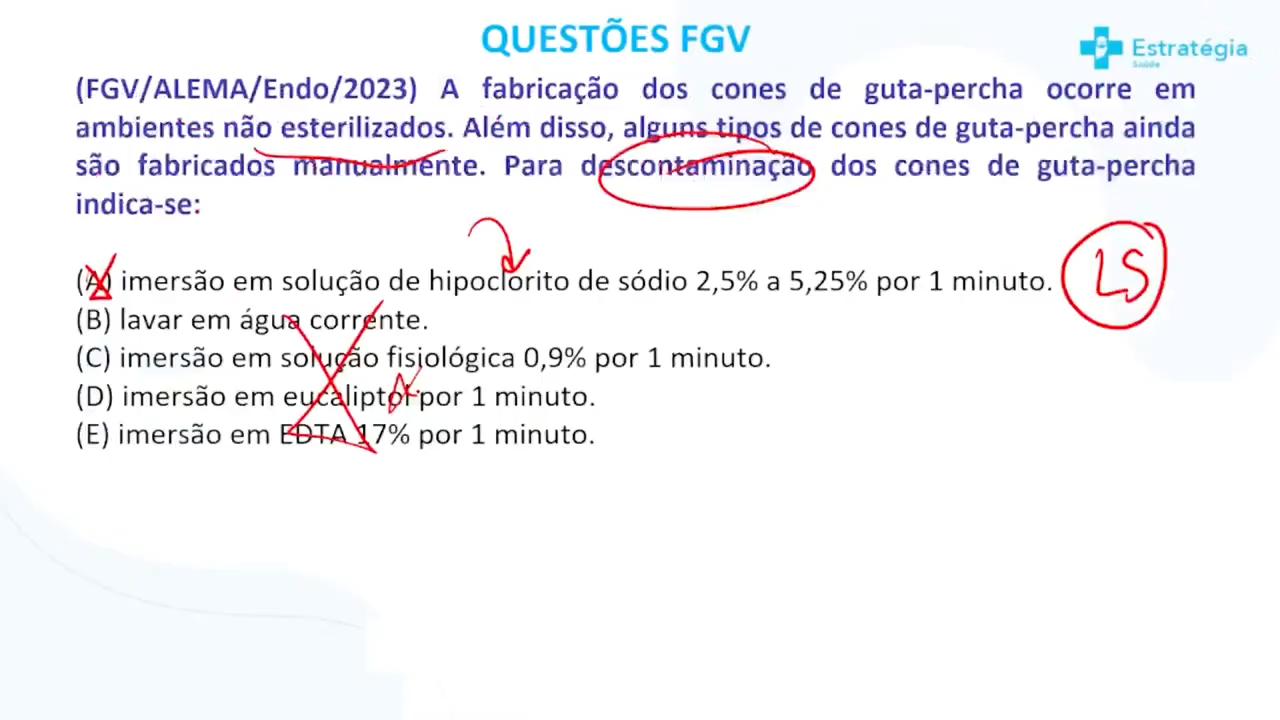 QUESTÕES FGV
Estratégia
Saúde
(FGV/ALEMA/Endo/2023) A fabricação dos cones de guta-percha ocorre em
ambientes não esterilizados. Além disso, alguns tipos de cones de guta-percha ainda
são fabricados manualmente. Para descontaminação dos cones de guta-percha
indica-se:
(A) imersão em solução de hipoclorito de sódio 2,5% a 5,25% por 1 minuto.
(B) lavar em água corrente.
(C) imersão em solução fisiológica 0,9% por 1 minuto.
(D) imersão em eucaliptol por 1 minuto.
(E) imersão em EDTA 17% por 1 minuto.